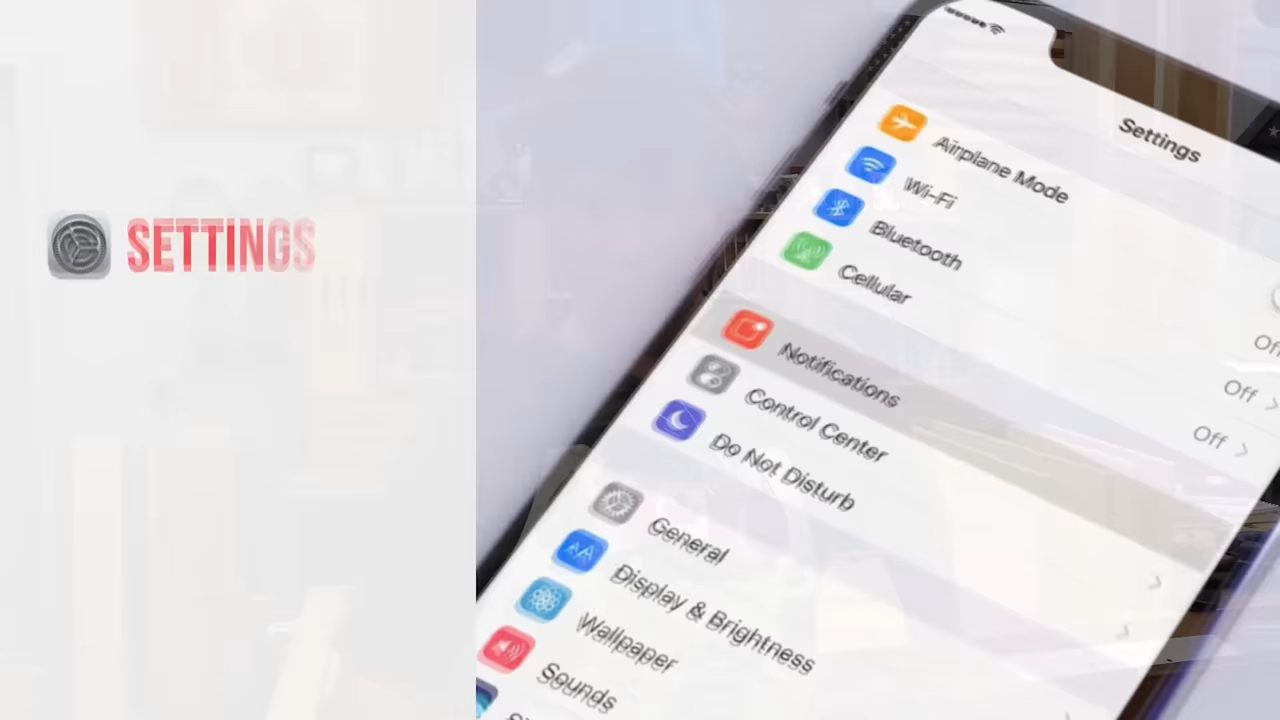 SETTINGS
Settings
Airplane Mode
Wi-Fi
Bluetooth
Off
Cellular
Off
Notifications
Control Center
Do Not Disturb
General
Display & Brightness
Wallpaper
Sounds